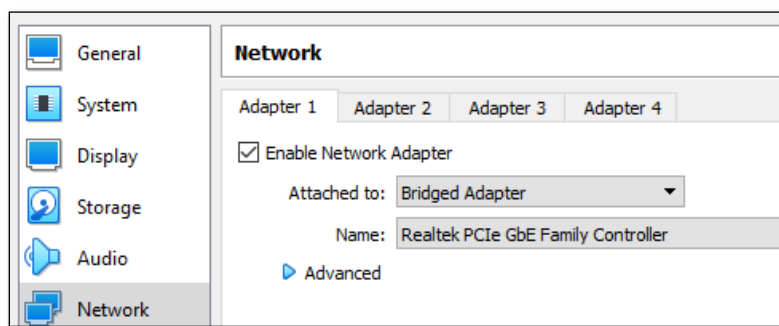 General
System
Display
Storage
Audio
Network
Network
Adapter 1 Adapter 2 Adapter 3 Adapter 4
Enable Network Adapter
Attached to: Bridged Adapter
Name: Realtek PCIe GbE Family Controller
Advanced